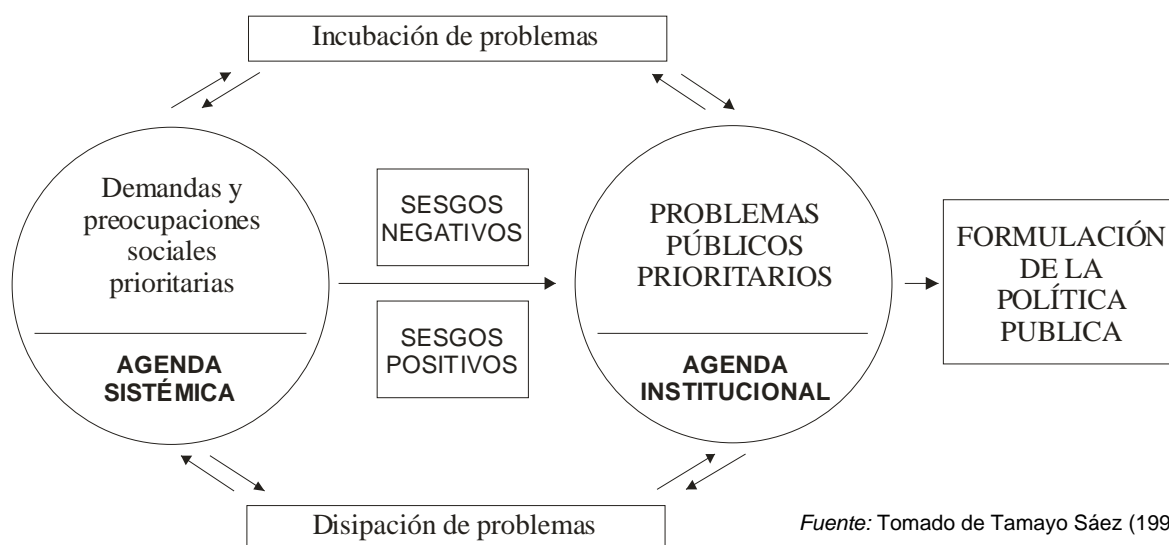 Incubación de problemas
Demandas y
preocupaciones
sociales
prioritarias
AGENDA
SISTÉMICA
SESGOS
NEGATIVOS
SESGOS
POSITIVOS
PROBLEMAS
PÚBLICOS
PRIORITARIOS
AGENDA
INSTITUCIONAL
FORMULACIÓN
DE LA
POLÍTICA
PUBLICA
Disipación de problemas
Fuente: Tomado de Tamayo Sáez (199